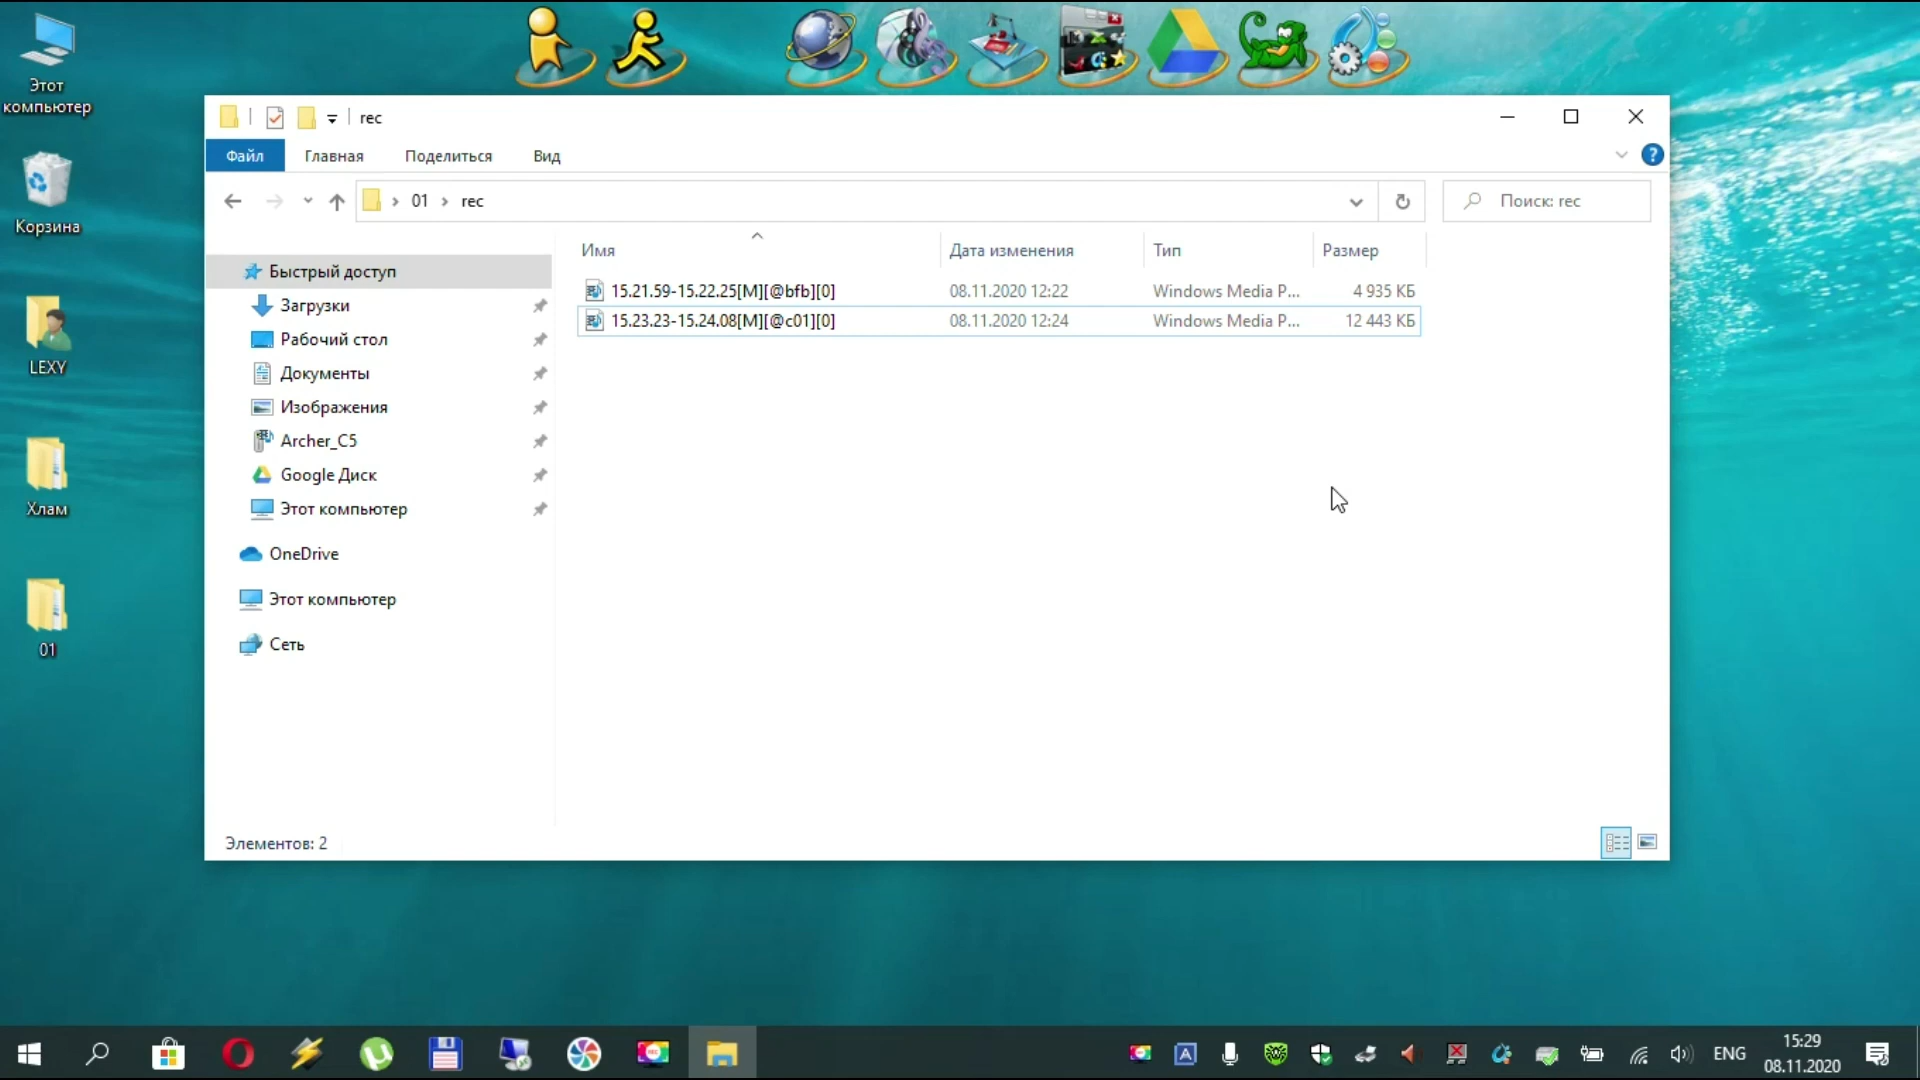 Этот
компьютер
Корзина
LEXY
Хлам
01
rec
Файл
Главная
Поделиться
Вид
?
01
rec
Поиск: rec
Имя
Дата изменения
Тип
Размер
15.21.59-15.22.25[M][@bfb][0]
08.11.2020 12:22
Windows Media P...
4 935 КБ
15.23.23-15.24.08[M][@c01][0]
08.11.2020 12:24
Windows Media P...
12 443 КБ
Быстрый доступ
Загрузки
Рабочий стол
Документы
Изображения
Archer_C5
Google Диск
Этот компьютер
OneDrive
Этот компьютер
Сеть
Элементов: 2
A
ENG
15:29
08.11.2020